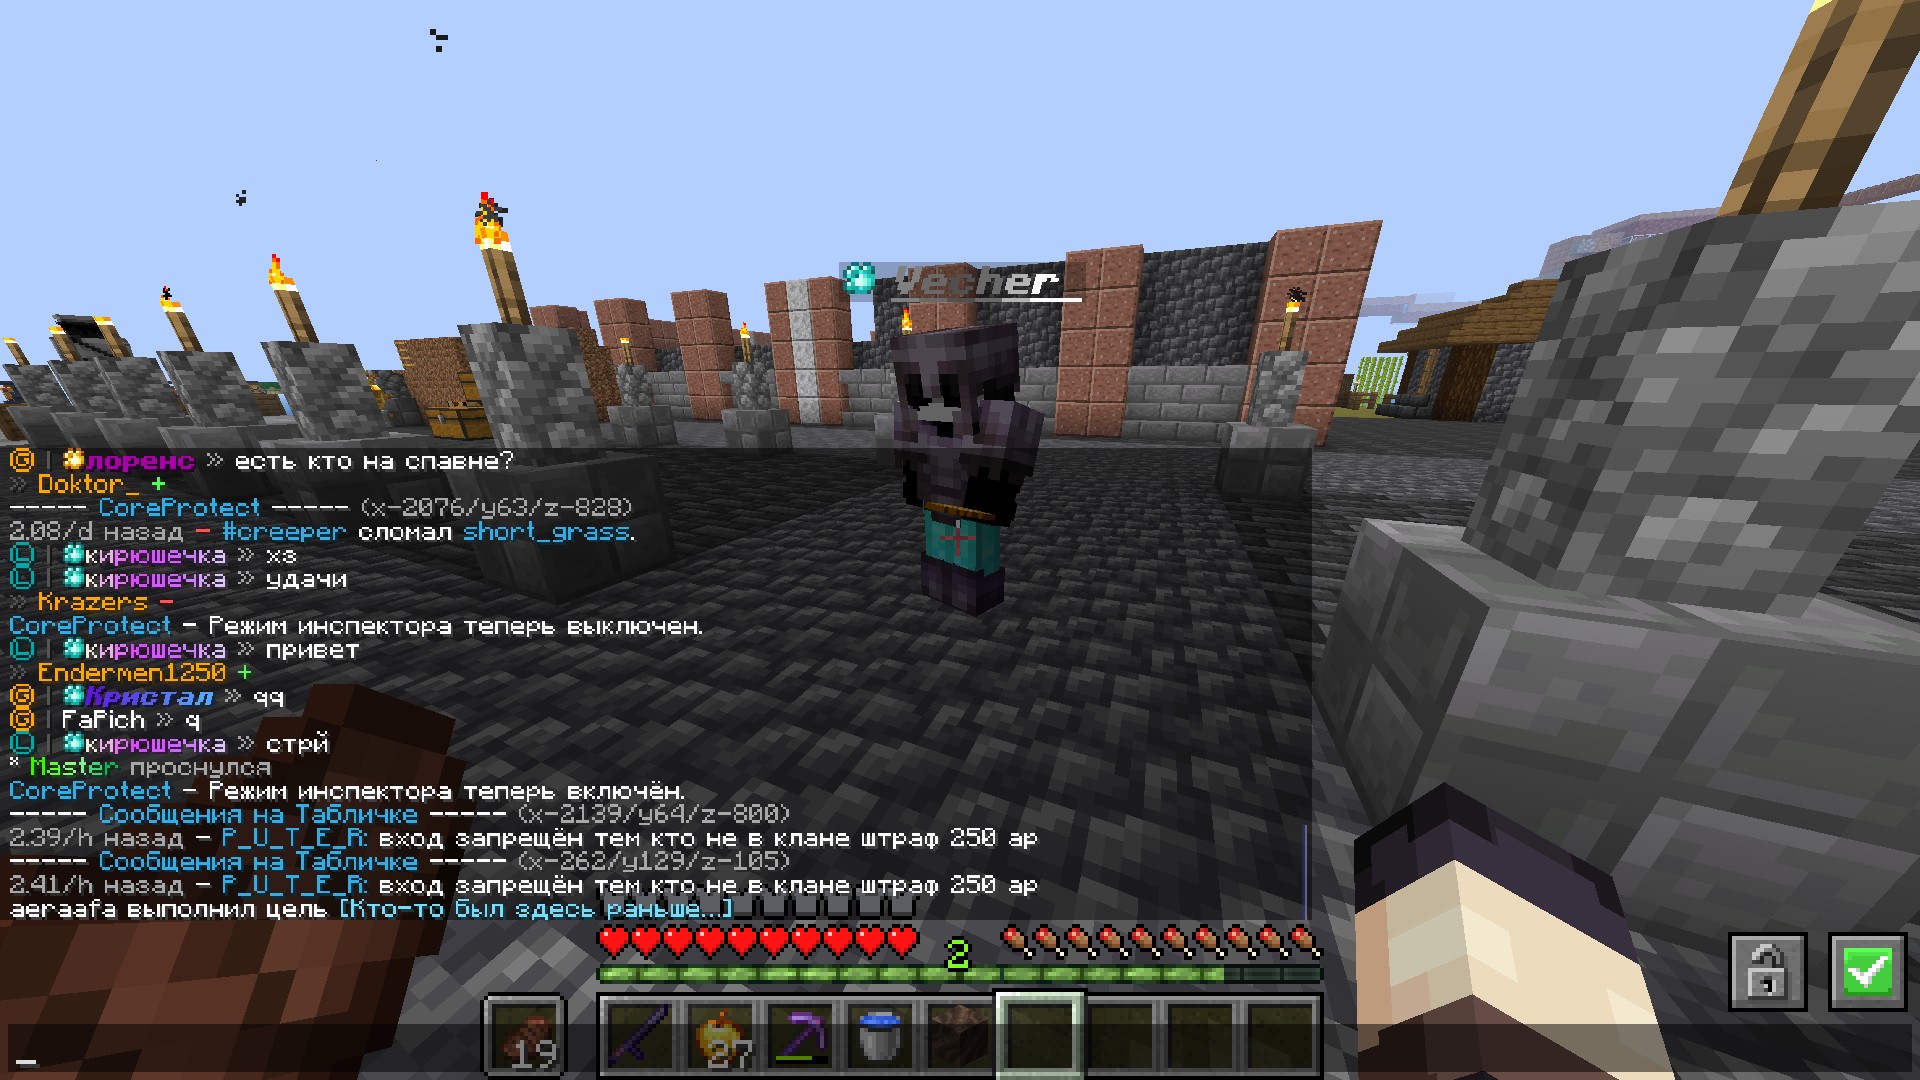 Vecher
G | лоренс » есть кто на спавне?
» Doktor_ +
----- CoreProtect ----- (x-2076/y63/z-828)
2.08/d назад - #creeper сломал short_grass.
L | кирюшечка » хз
L | кирюшечка » удачи
» Krazers -
CoreProtect - Режим инспектора теперь выключен.
L | кирюшечка » привет
» Endermen1250 +
G | Кристал » qq
G | FaPich » q
L | кирюшечка » стрй
* Master проснулся
CoreProtect - Режим инспектора теперь включён.
----- Сообщения на Табличке ----- (x-2139/y64/z-800)
2.39/h назад - P_U_T_E_R: вход запрещён тем кто не в клане штраф 250 ар
----- Сообщения на Табличке ----- (x-262/y129/z-105)
2.41/h назад - P_U_T_E_R: вход запрещён тем кто не в клане штраф 250 ар
aeraafa выполнил цель [Кто-то был здесь раньше...]
2
19
27
_